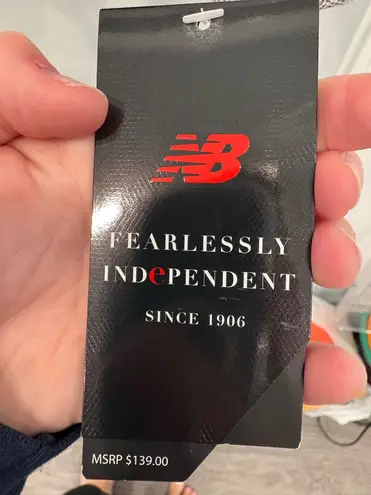 NB
FEARLESSLY
INDePENDENT
SINCE 1906
MSRP $139.00